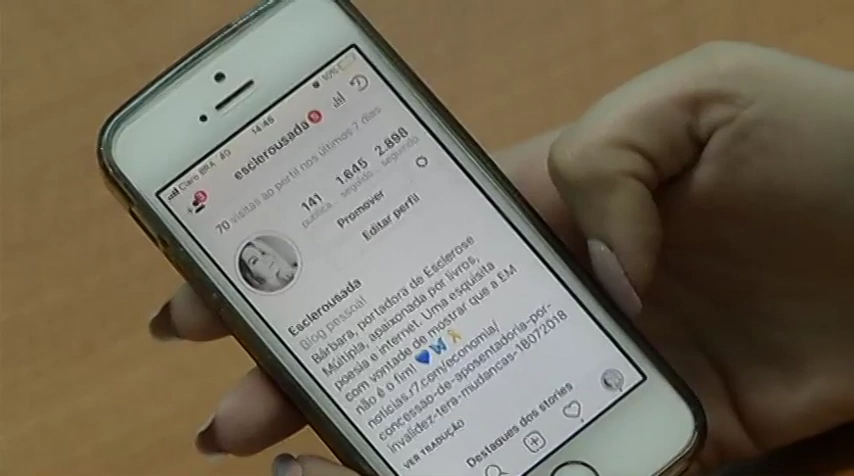 Claro BRA 4G 14:46 10%
esclerousada 5
70 visitas ao perfil nos últimos 7 dias
141 1.645 2.898
publica... seguido... seguindo
Promover
Editar perfil
Esclerousada
Blog pessoal
Bárbara, portadora de Esclerose
Múltipla, apaixonada por livros,
poesia e internet. Uma esquisita
com vontade de mostrar que a EM
não é o fim! 💙🦋🎗
noticias.r7.com/economia/
concessao-de-aposentadoria-por-
invalidez-tera-mudancas-18072018
VER TRADUÇÃO
Destaques dos stories